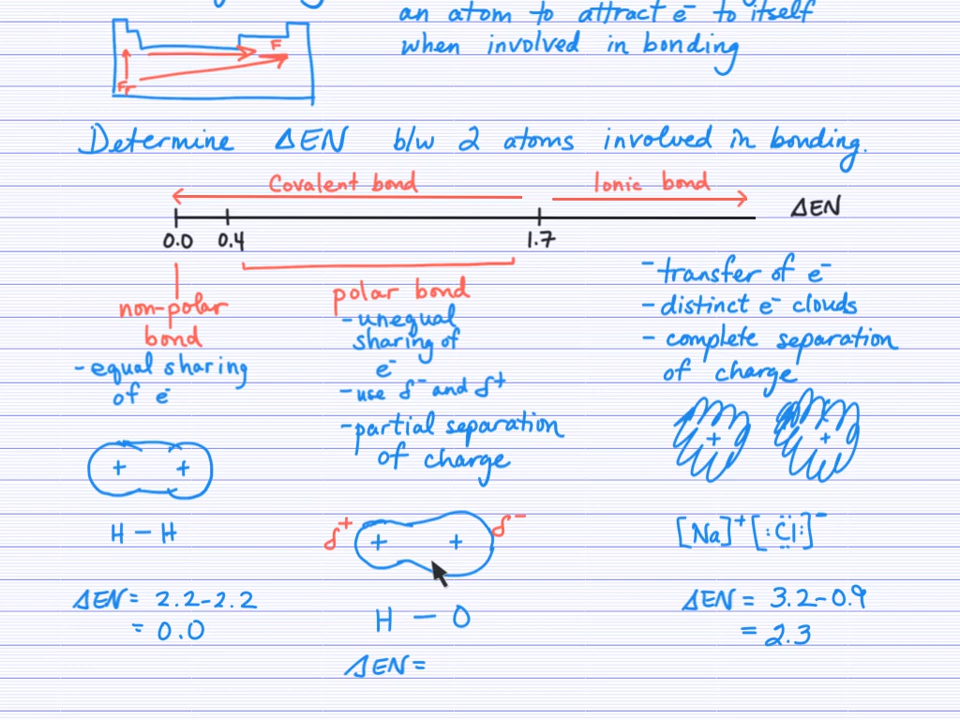 an atom to attract e⁻ to itself
when involved in bonding
F
Fr
Determine ΔEN b/w 2 atoms involved in bonding.
Covalent bond
Ionic bond
ΔEN
0.0 0.4 1.7
non-polar
bond
- equal sharing
of e⁻
+ +
H - H
ΔEN = 2.2-2.2
= 0.0
polar bond
- unequal
sharing of
e⁻
- use δ⁻ and δ⁺
- partial separation
of charge
δ⁺ + + δ⁻
H - O
ΔEN =
- transfer of e⁻
- distinct e⁻ clouds
- complete separation
of charge
+ +
[Na]⁺[:Cl:]⁻
ΔEN = 3.2-0.9
= 2.3